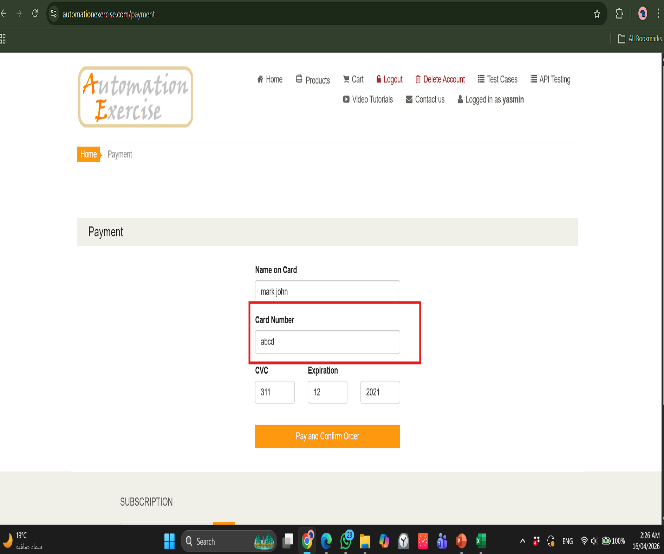 automationexercise.com/payment
All Bookmarks
Automation
Exercise
Home Products Cart Logout Delete Account Test Cases API Testing
Video Tutorials Contact us Logged in as yasmin
Home Payment
Payment
Name on Card
mark john
Card Number
abcd
CVC Expiration
311 12 2021
Pay and Confirm Order
SUBSCRIPTION
Search
ENG
100%
2:26 AM